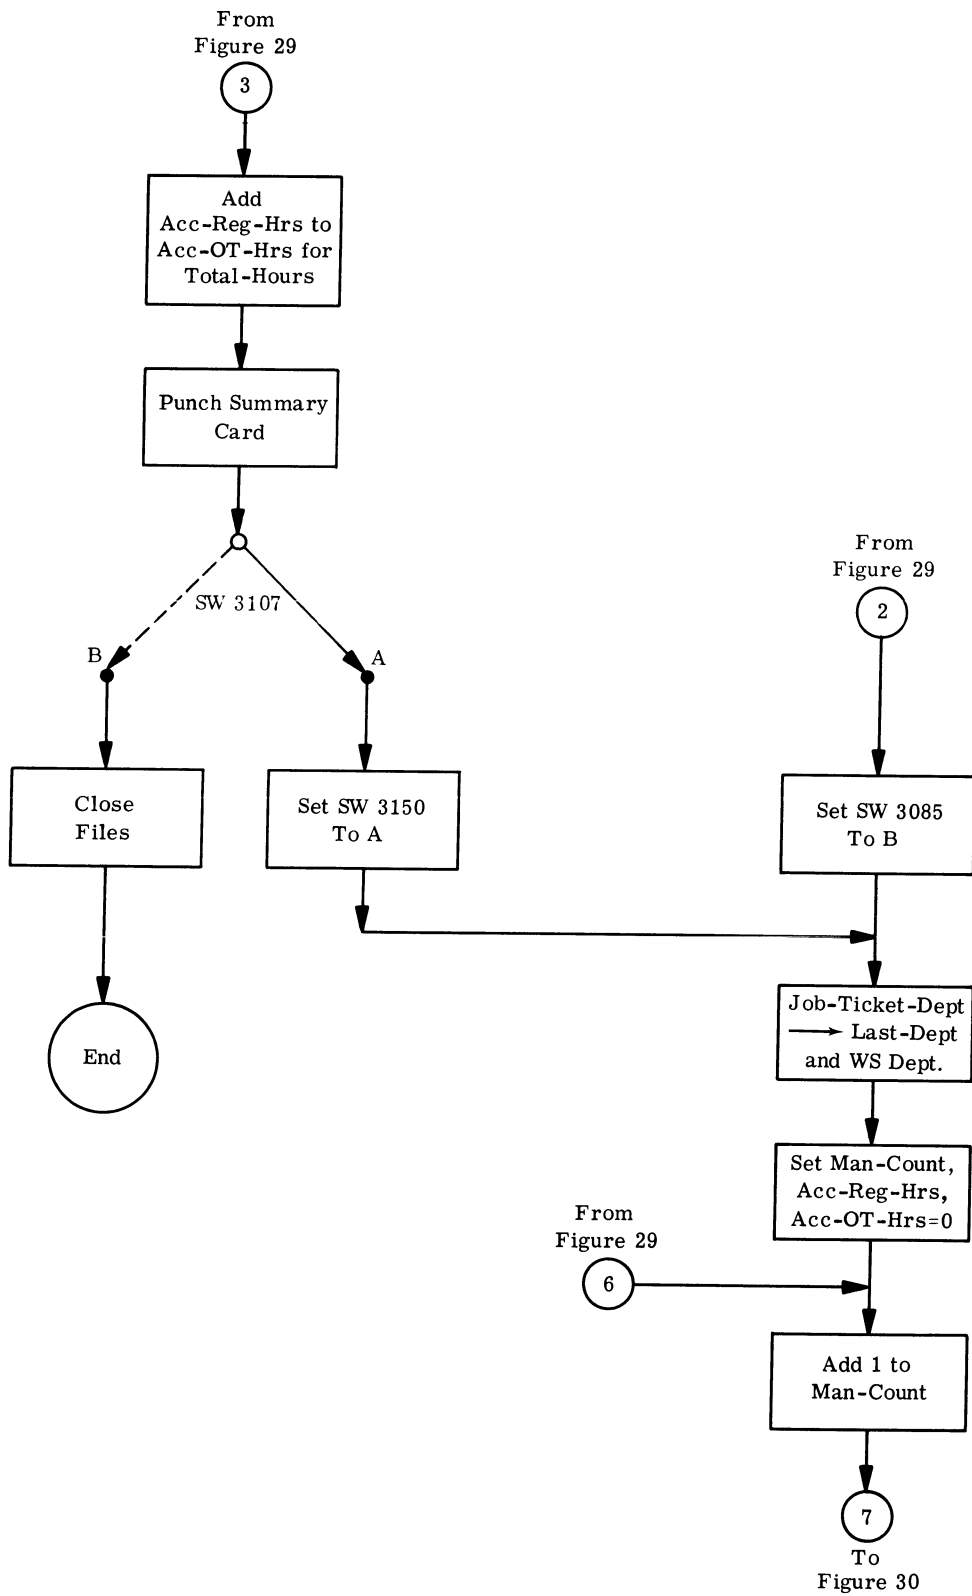 From
Figure 29
3
Add
Acc-Reg-Hrs to
Acc-OT-Hrs for
Total-Hours
Punch Summary
Card
SW 3107
B
A
Close
Files
Set SW 3150
To A
End
From
Figure 29
2
Set SW 3085
To B
Job-Ticket-Dept
→ Last-Dept
and WS Dept.
Set Man-Count,
Acc-Reg-Hrs,
Acc-OT-Hrs=0
From
Figure 29
6
Add 1 to
Man-Count
7
To
Figure 30